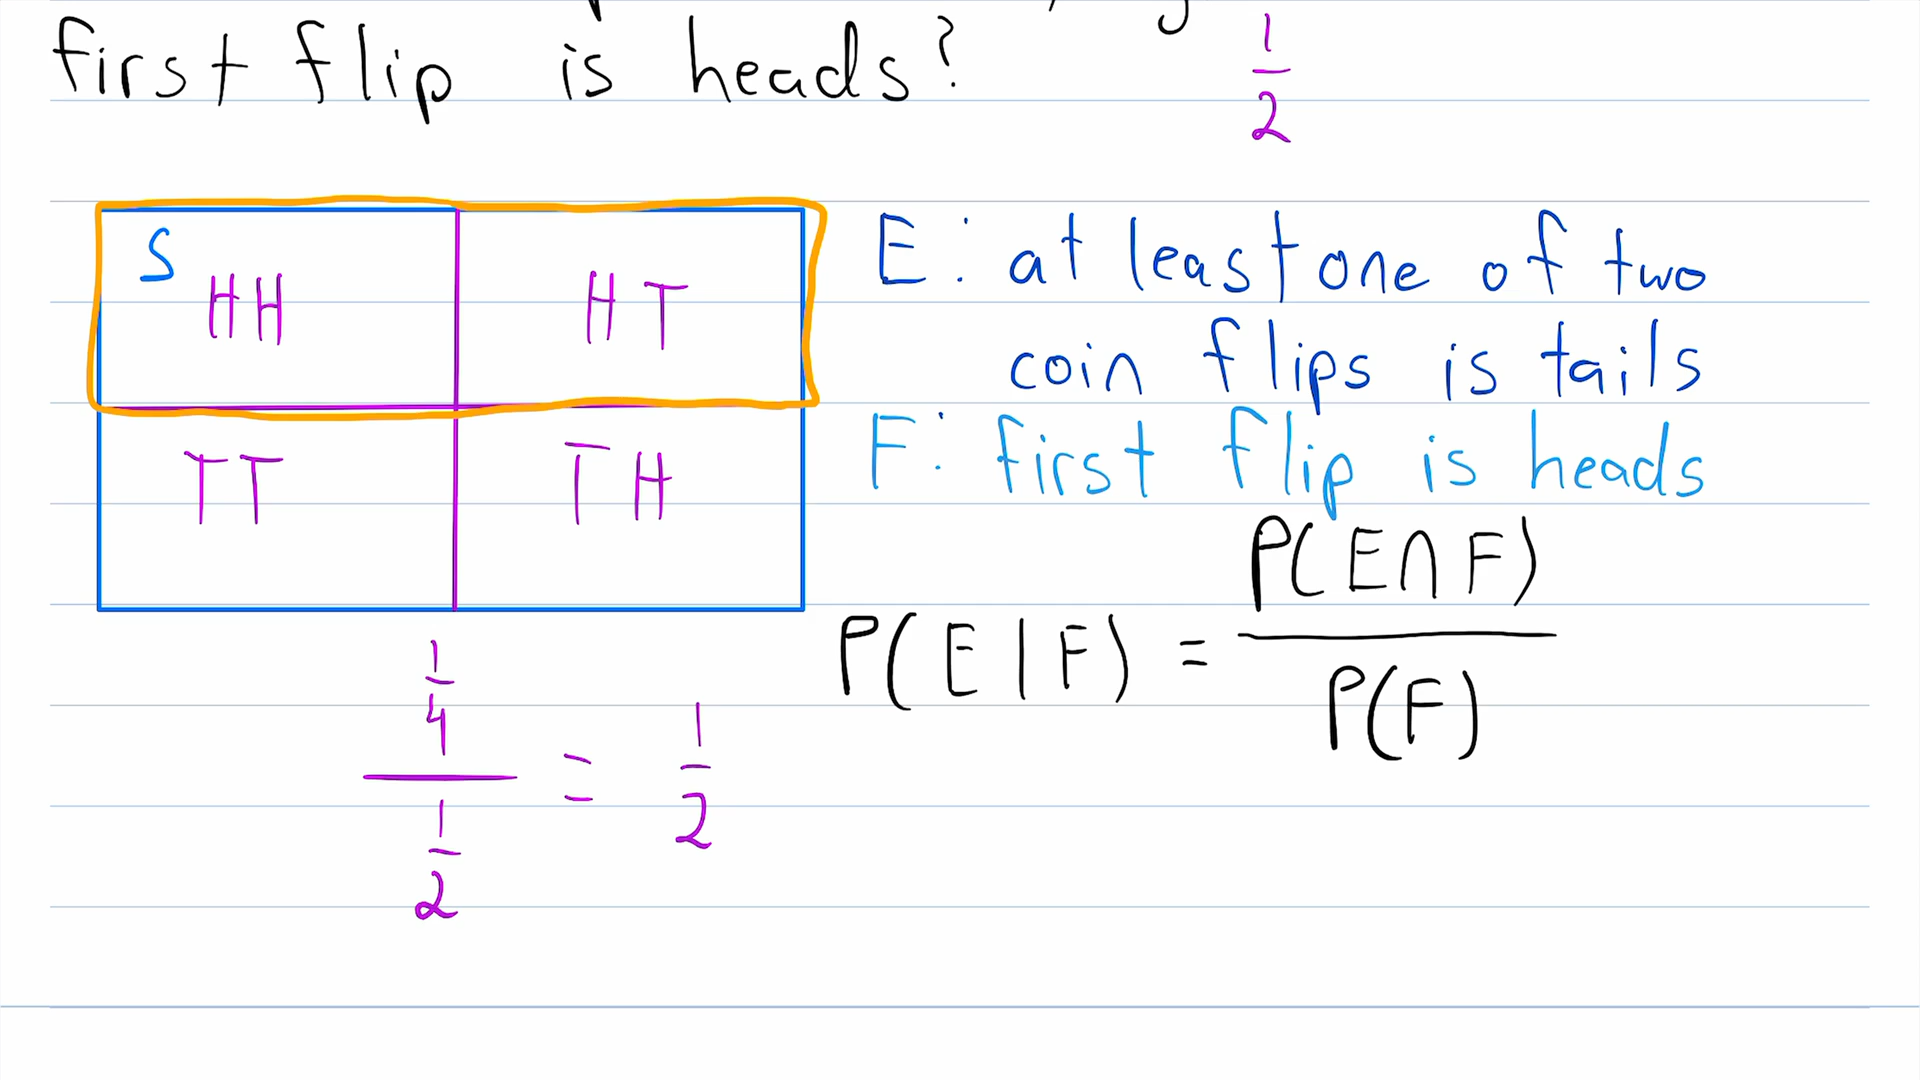 first flip is heads?
1
2
S
HH
HT
TT
TH
E: at least one of two
coin flips is tails
F: first flip is heads
P(E|F) = P(E∩F)
P(F)
1
4
1
2
= 1
2